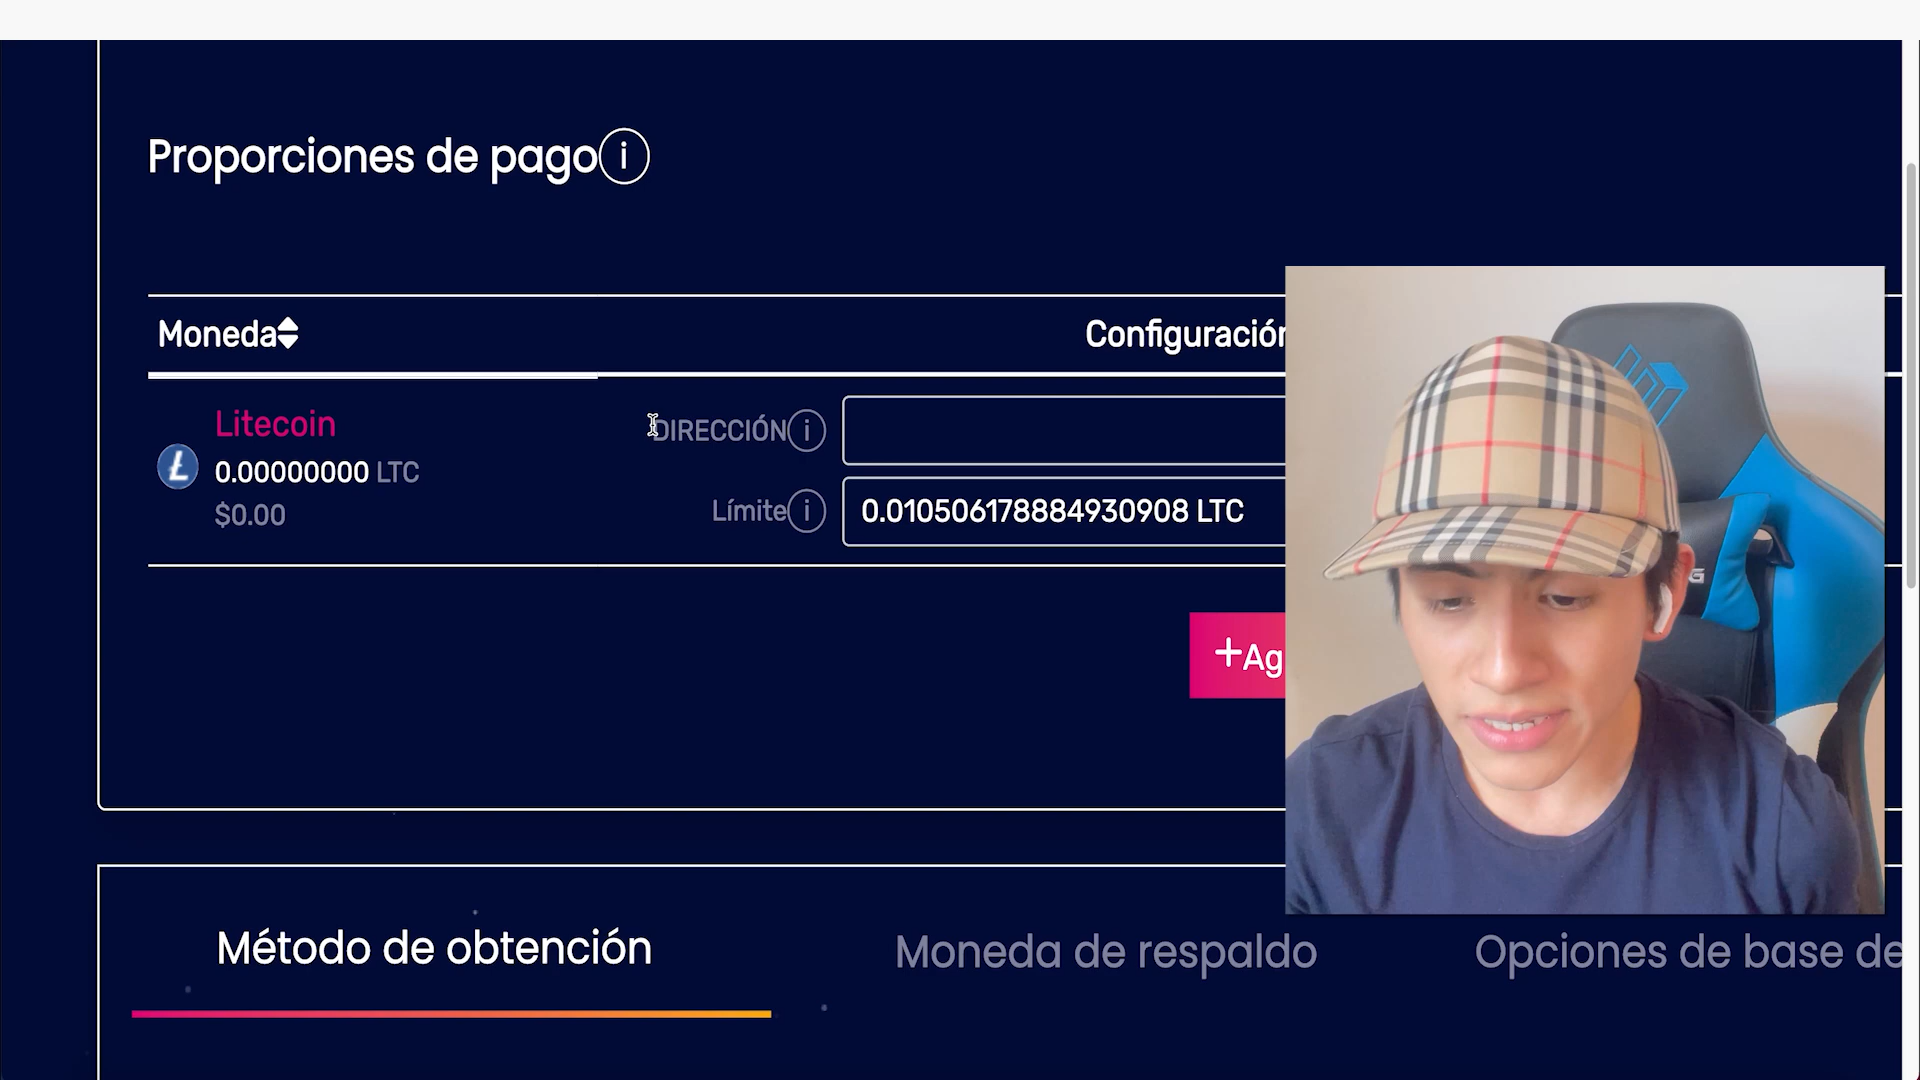 Proporciones de pago i
Moneda
Configuración
Litecoin
0.00000000 LTC
$0.00
DIRECCIÓN i
Límite i
0.010506178884930908 LTC
+Ag
G
Método de obtención
Moneda de respaldo
Opciones de base de